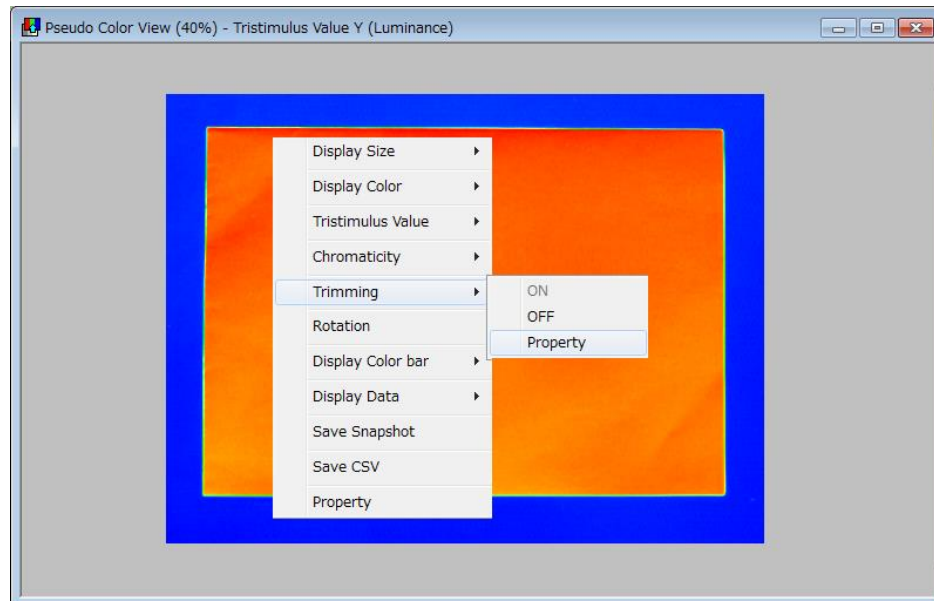 Pseudo Color View (40%) - Tristimulus Value Y (Luminance)
Display Size
Display Color
Tristimulus Value
Chromaticity
Trimming
Rotation
Display Color bar
Display Data
Save Snapshot
Save CSV
Property
ON
OFF
Property